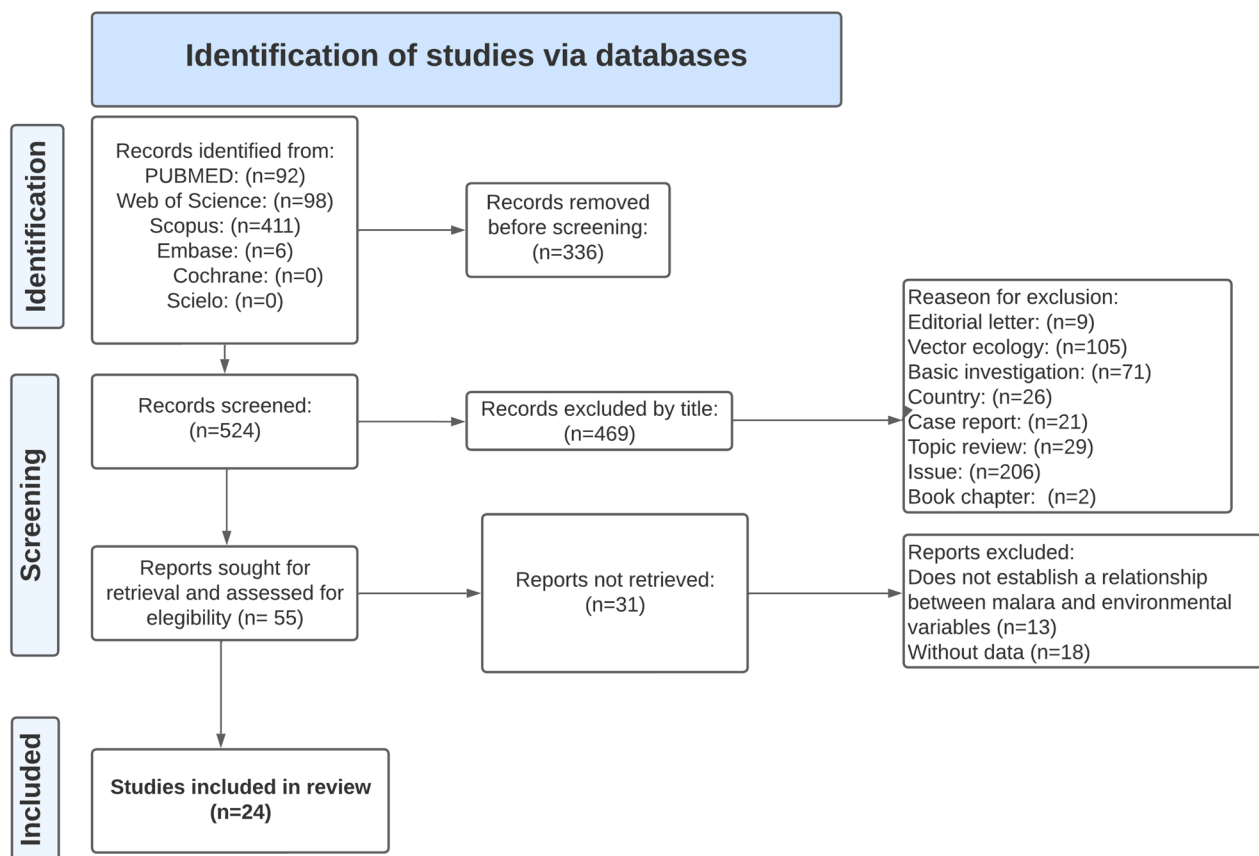 Identification of studies via databases
Identification
Records identified from:
PUBMED: (n=92)
Web of Science: (n=98)
Scopus: (n=411)
Embase: (n=6)
Cochrane: (n=0)
Scielo: (n=0)
Records removed
before screening:
(n=336)
Screening
Records screened:
(n=524)
Records excluded by title:
(n=469)
Reaseon for exclusion:
Editorial letter: (n=9)
Vector ecology: (n=105)
Basic investigation: (n=71)
Country: (n=26)
Case report: (n=21)
Topic review: (n=29)
Issue: (n=206)
Book chapter: (n=2)
Reports sought for
retrieval and assessed for
elegibility (n= 55)
Reports not retrieved:
(n=31)
Reports excluded:
Does not establish a relationship
between malara and environmental
variables (n=13)
Without data (n=18)
Included
Studies included in review
(n=24)